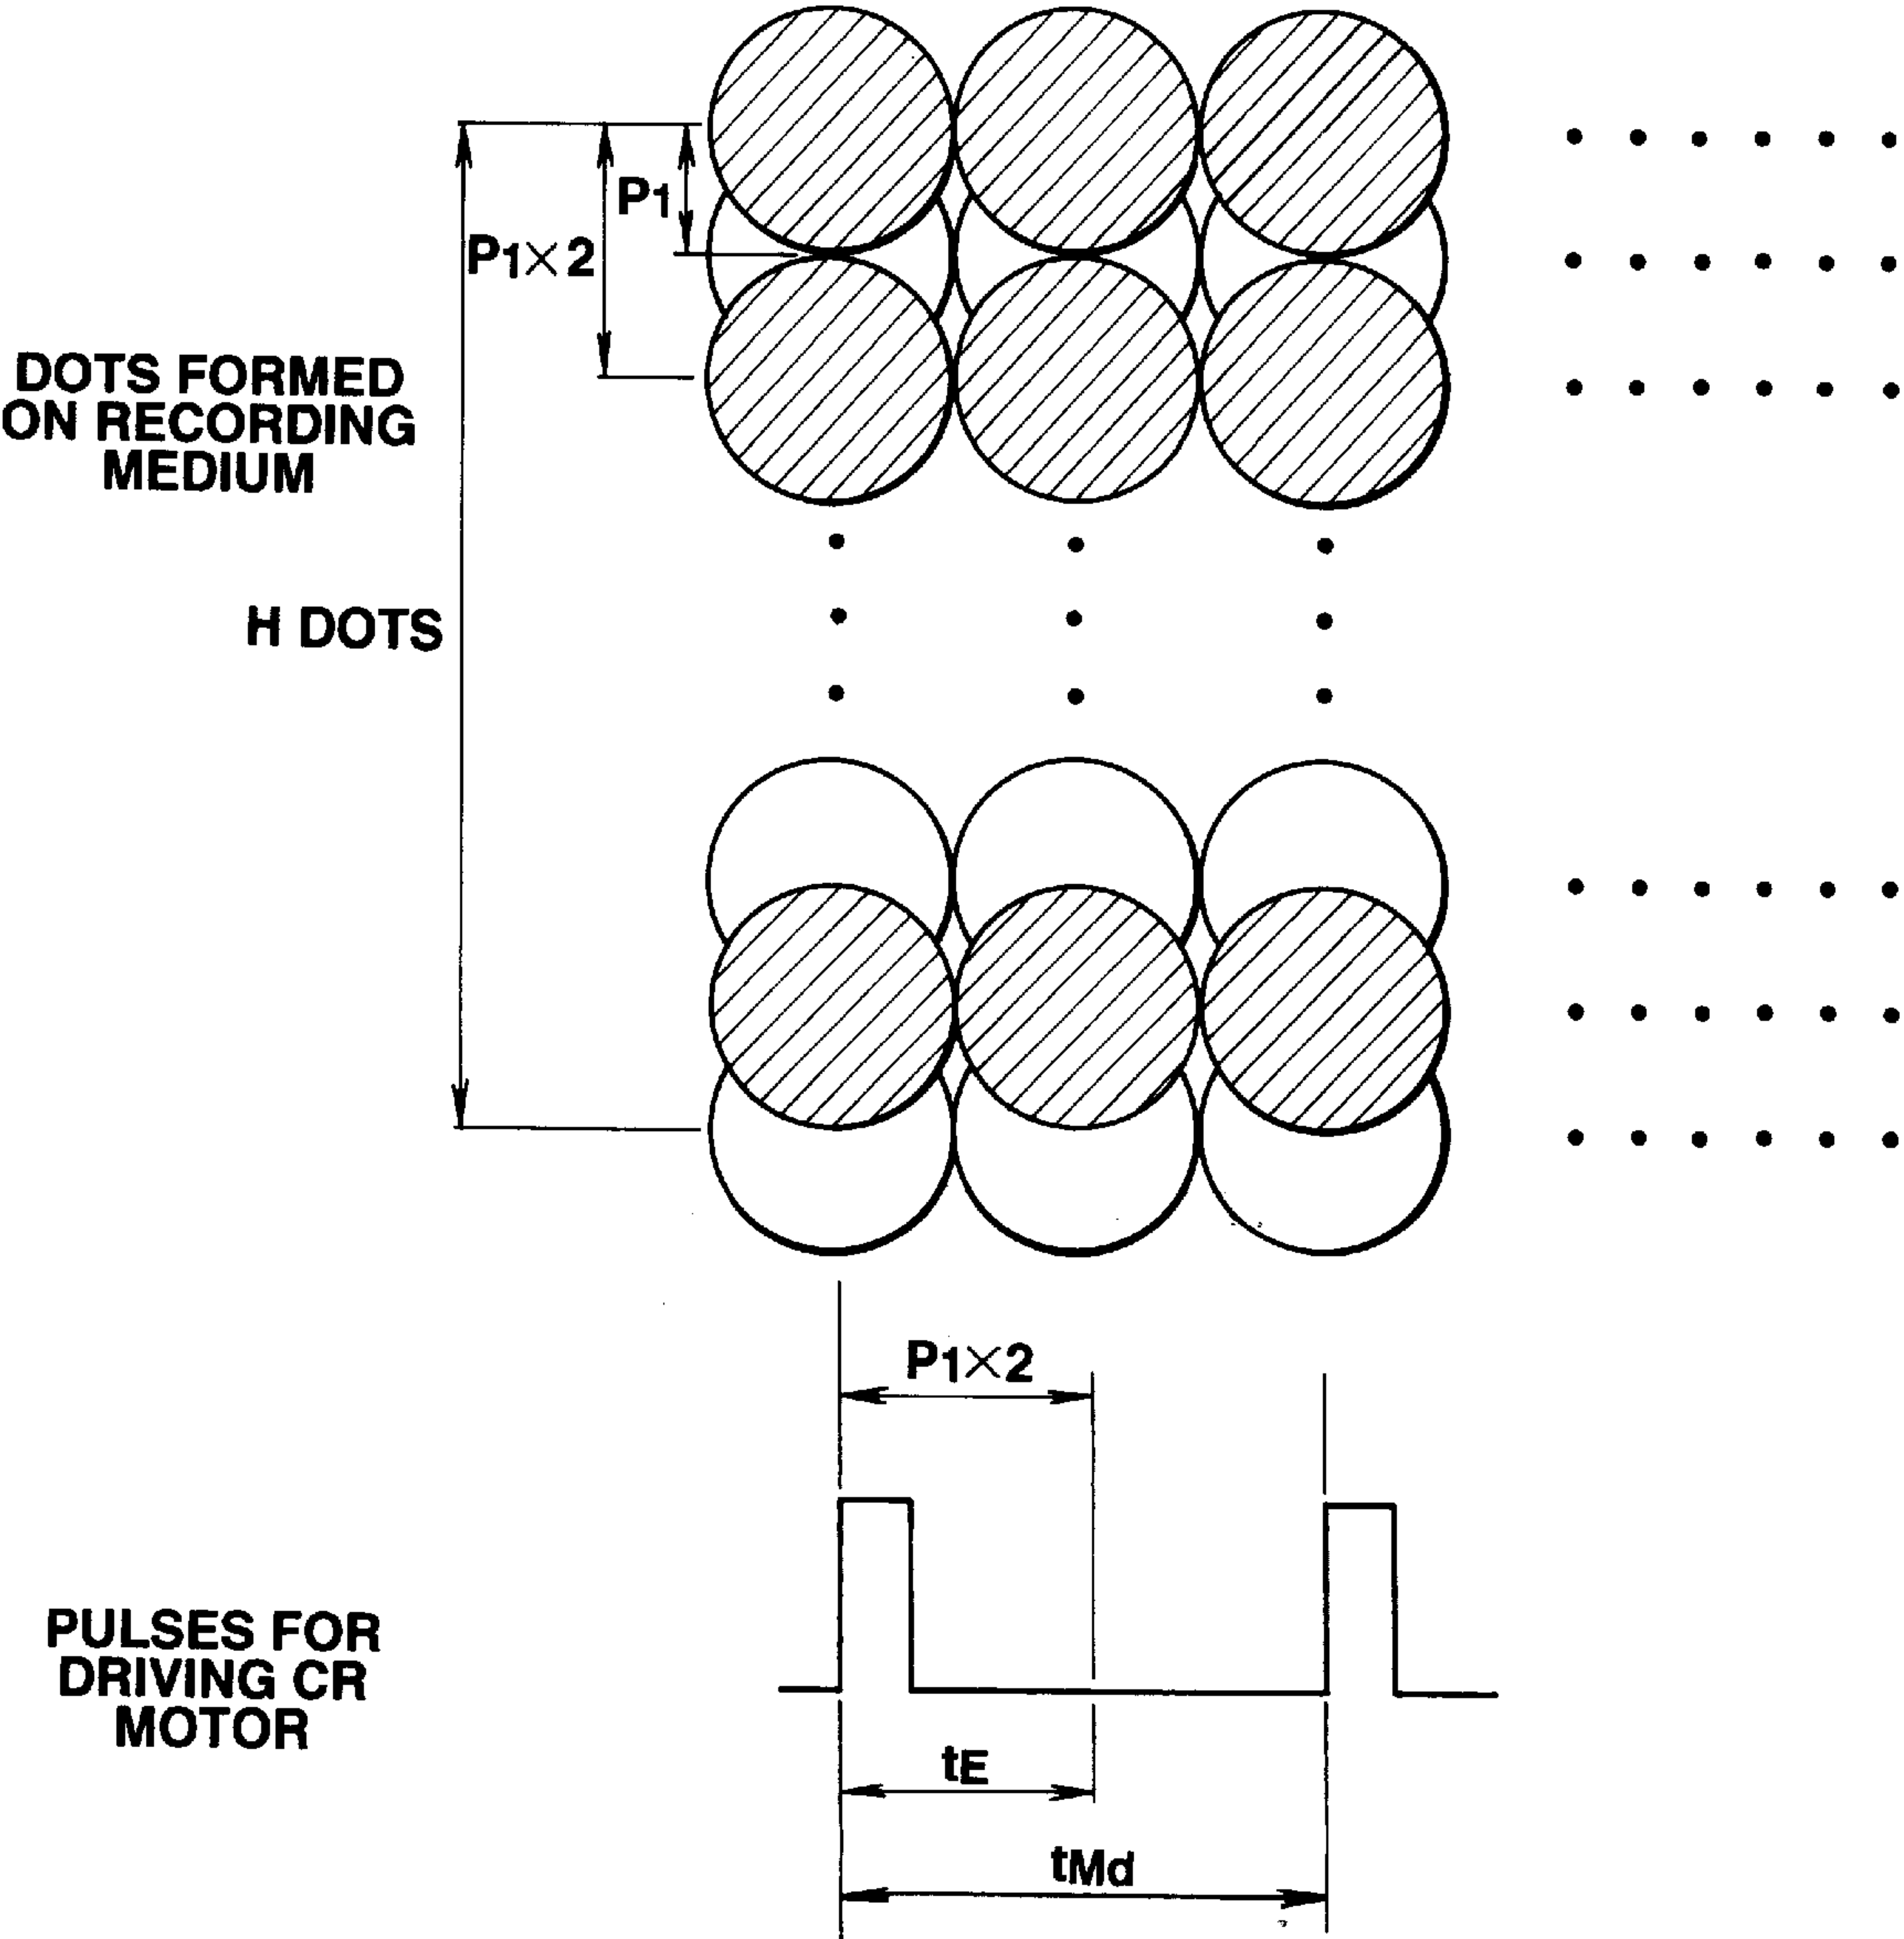 P1
P1×2
DOTS FORMED
ON RECORDING
MEDIUM
H DOTS
P1×2
PULSES FOR
DRIVING CR
MOTOR
tE
tMd